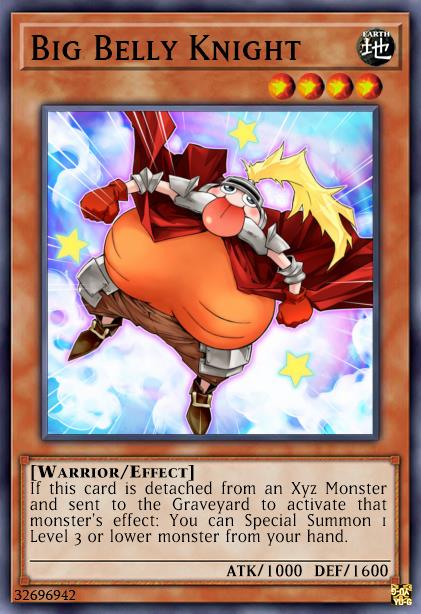 Big Belly Knight
EARTH
地
[Warrior/Effect]
If this card is detached from an Xyz Monster
and sent to the Graveyard to activate that
monster's effect: You can Special Summon 1
Level 3 or lower monster from your hand.
ATK/1000 DEF/1600
32696942